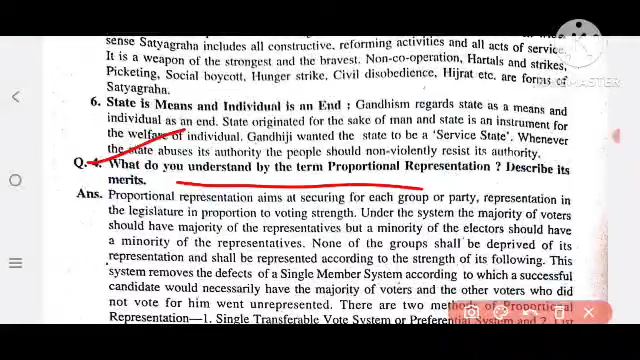 sense Satyagraha includes all constructive, reforming activities and all acts of service.
It is a weapon of the strongest and the bravest. Non-co-operation, Hartals and strikes,
Picketing, Social boycott, Hunger strike, Civil disobedience, Hijrat etc. are forms of
Satyagraha.
6. State is Means and Individual is an End : Gandhism regards state as a means and
individual as an end. State originated for the sake of man and state is an instrument for
the welfare of individual. Gandhiji wanted the state to be a 'Service State'. Whenever
the state abuses its authority the people should non-violently resist its authority.
Q. 4. What do you understand by the term Proportional Representation ? Describe its
merits.
Ans. Proportional representation aims at securing for each group or party, representation in
the legislature in proportion to voting strength. Under the system the majority of voters
should have majority of the representatives but a minority of the electors should have
a minority of the representatives. None of the groups shall be deprived of its
representation and shall be represented according to the strength of its following. This
system removes the defects of a Single Member System according to which a successful
candidate would necessarily have the majority of voters and the other voters who did
not vote for him went unrepresented. There are two methods of Proportional
Representation—1. Single Transferable Vote System or Preferential System and 2. List